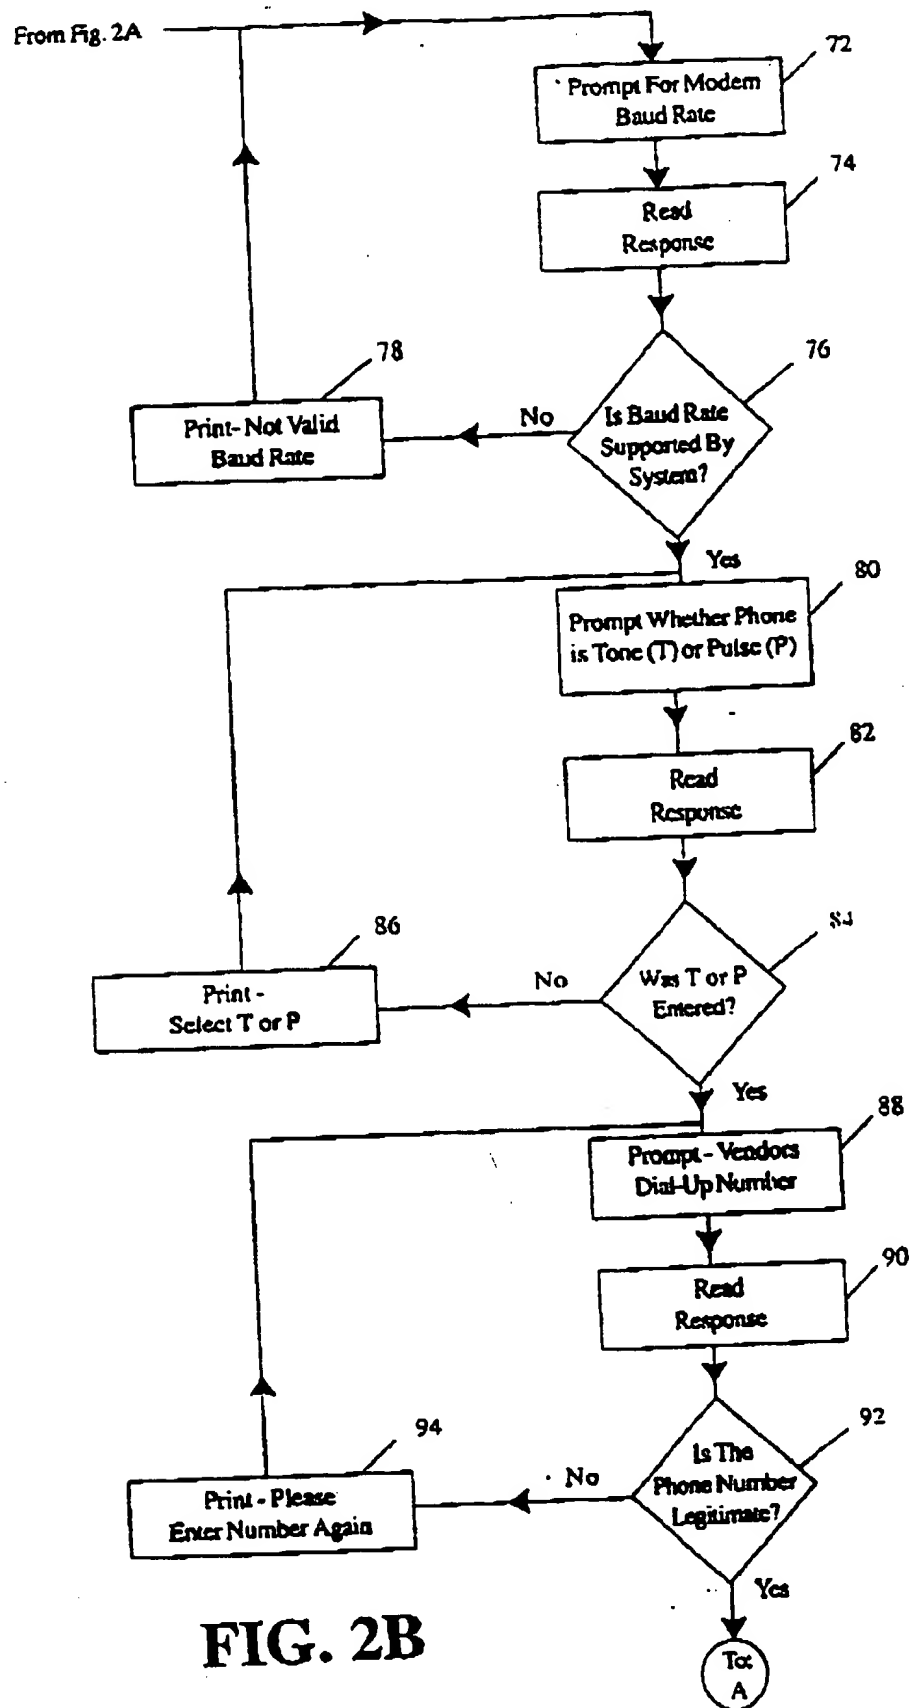 From Fig. 2A
72
Prompt For Modem
Baud Rate
74
Read
Response
76
Is Baud Rate
Supported By
System?
No
78
Print- Not Valid
Baud Rate
Yes
80
Prompt Whether Phone
is Tone (T) or Pulse (P)
82
Read
Response
84
Was T or P
Entered?
No
86
Print -
Select T or P
Yes
88
Prompt - Vendors
Dial-Up Number
90
Read
Response
92
Is The
Phone Number
Legitimate?
No
94
Print - Please
Enter Number Again
Yes
To:
A
FIG. 2B